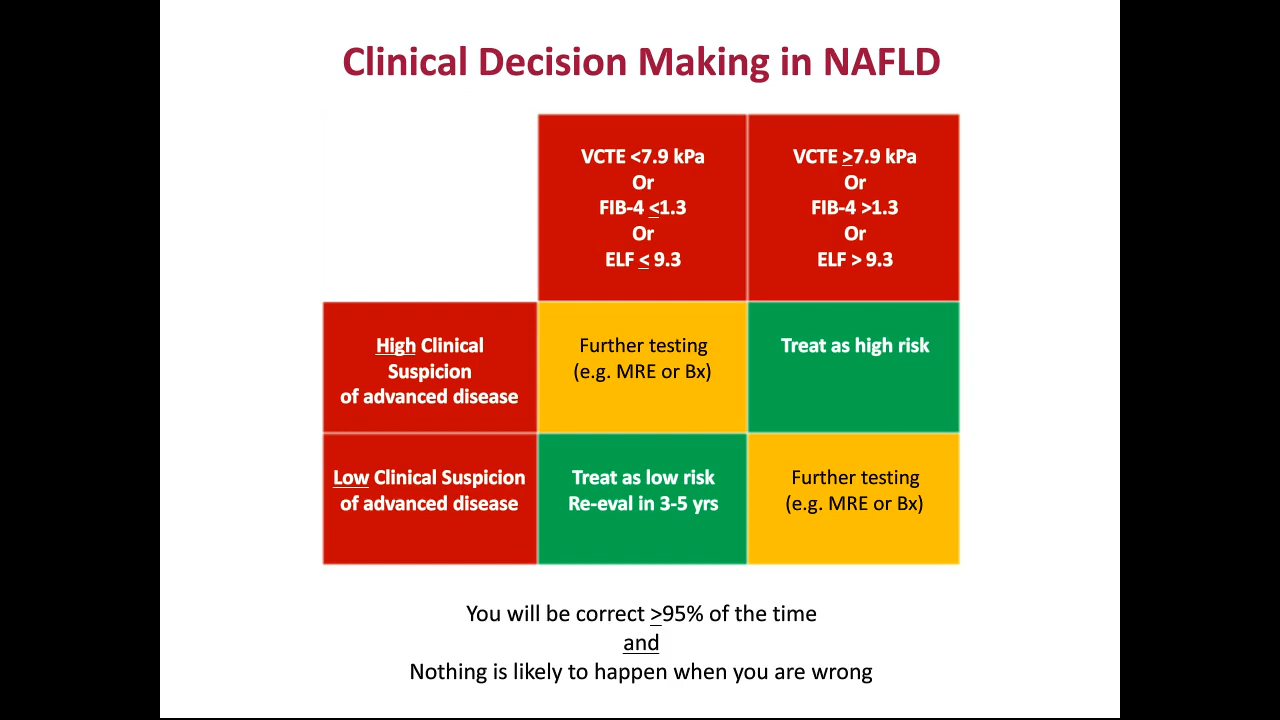 Clinical Decision Making in NAFLD
VCTE <7.9 kPa
Or
FIB-4 ≤1.3
Or
ELF ≤ 9.3
VCTE ≥7.9 kPa
Or
FIB-4 >1.3
Or
ELF > 9.3
High Clinical
Suspicion
of advanced disease
Further testing
(e.g. MRE or Bx)
Treat as high risk
Low Clinical Suspicion
of advanced disease
Treat as low risk
Re-eval in 3-5 yrs
Further testing
(e.g. MRE or Bx)
You will be correct ≥95% of the time
and
Nothing is likely to happen when you are wrong